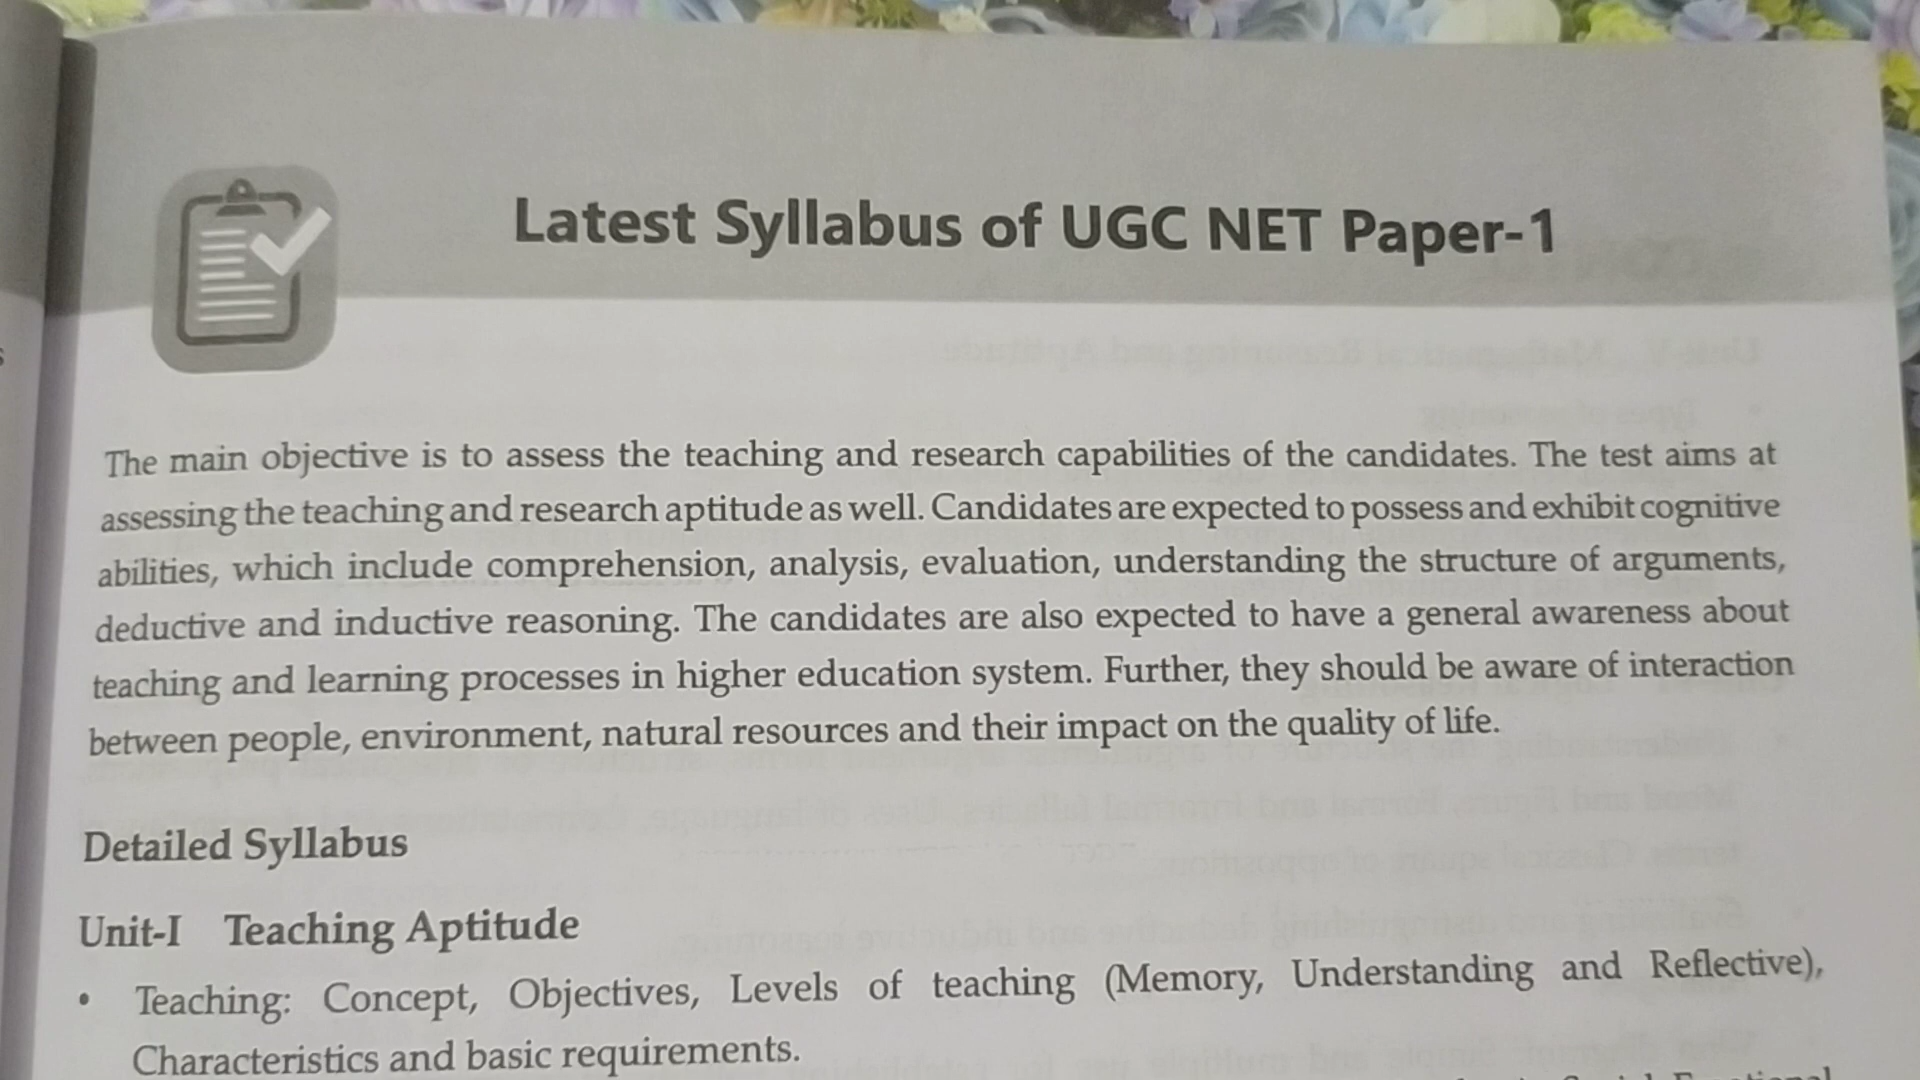 Latest Syllabus of UGC NET Paper-1
The main objective is to assess the teaching and research capabilities of the candidates. The test aims at
assessing the teaching and research aptitude as well. Candidates are expected to possess and exhibit cognitive
abilities, which include comprehension, analysis, evaluation, understanding the structure of arguments,
deductive and inductive reasoning. The candidates are also expected to have a general awareness about
teaching and learning processes in higher education system. Further, they should be aware of interaction
between people, environment, natural resources and their impact on the quality of life.
Detailed Syllabus
Unit-I Teaching Aptitude
• Teaching: Concept, Objectives, Levels of teaching (Memory, Understanding and Reflective),
Characteristics and basic requirements.